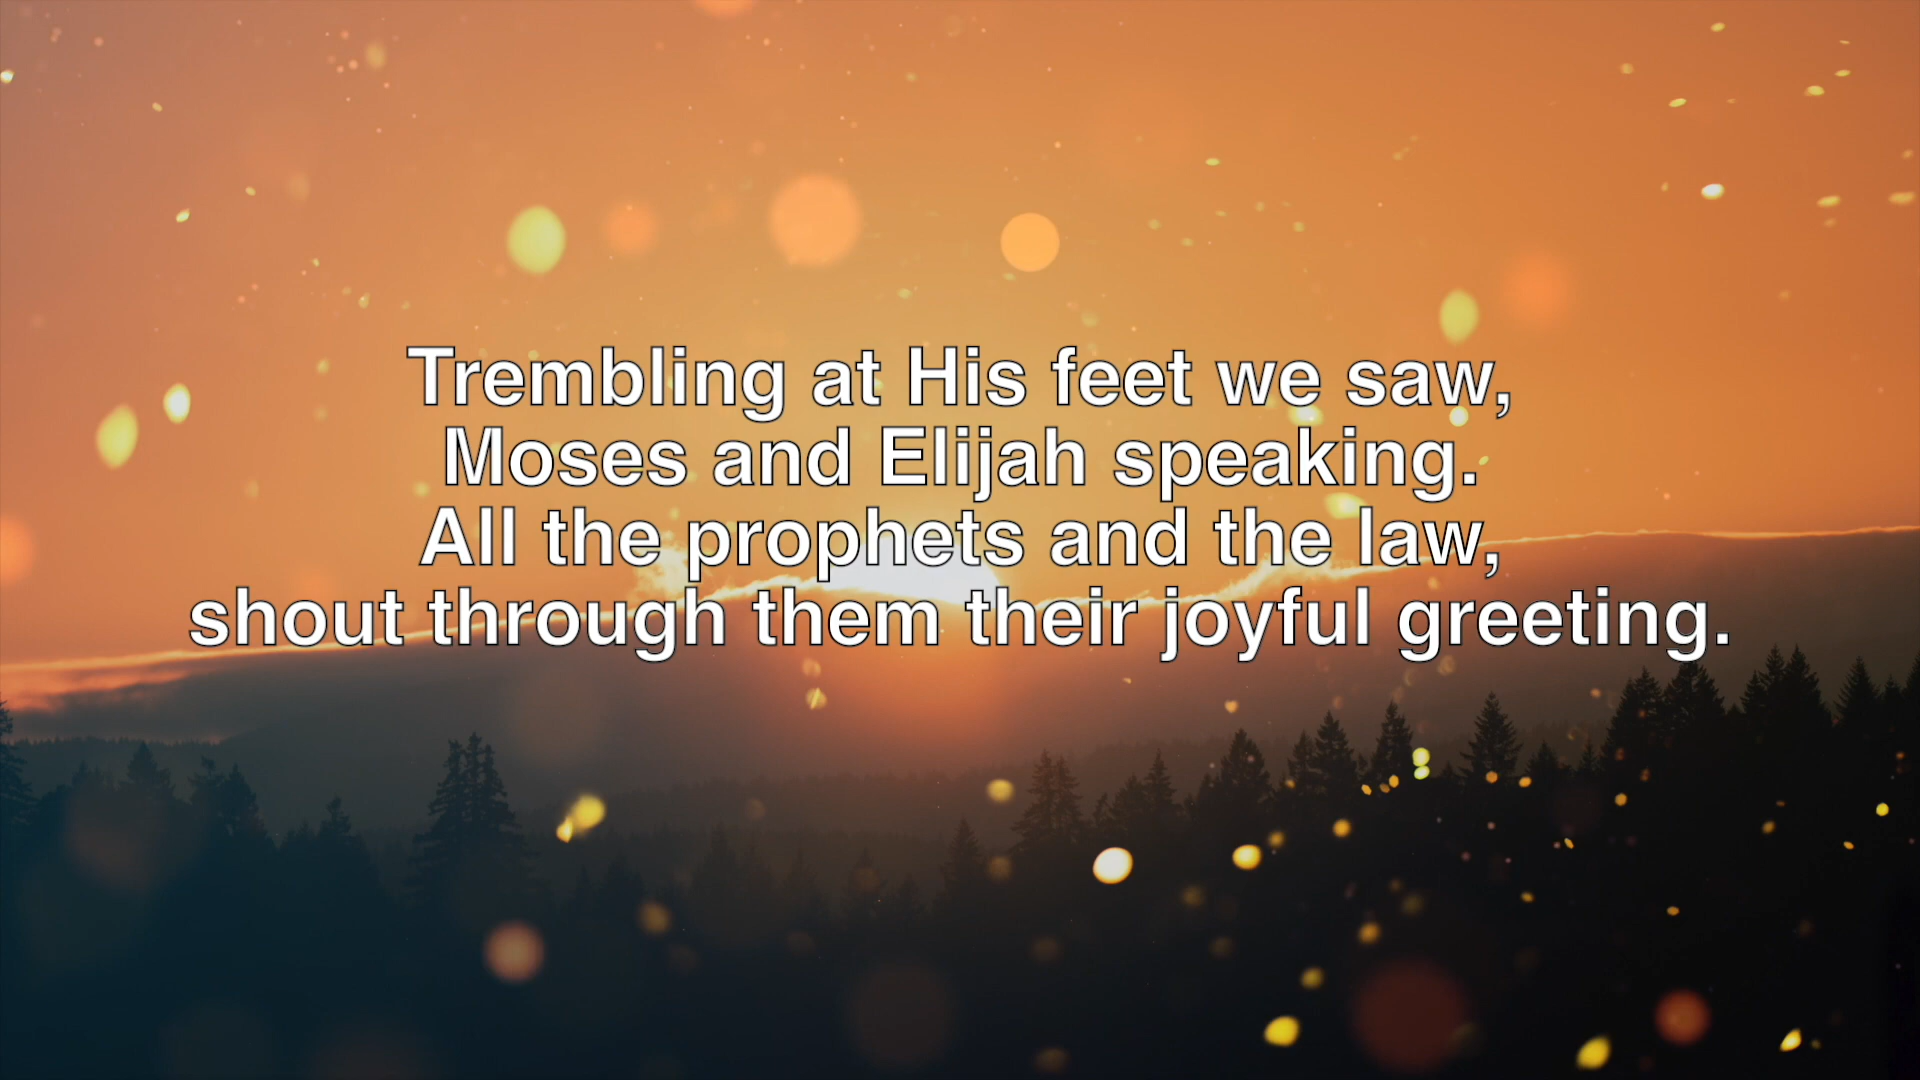 Trembling at His feet we saw,
Moses and Elijah speaking.
All the prophets and the law,
shout through them their joyful greeting.